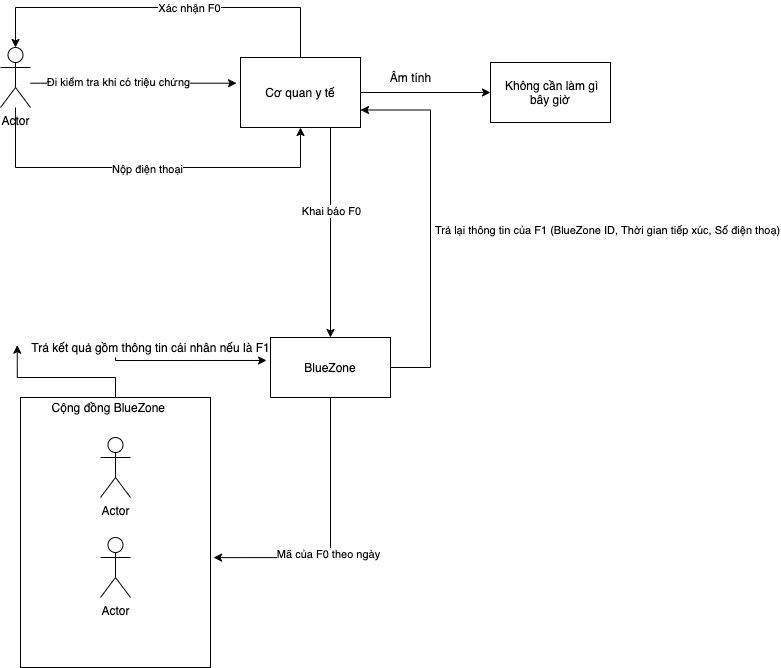 Xác nhận F0
Đi kiểm tra khi có triệu chứng
Actor
Nộp điện thoại
Cơ quan y tế
Âm tính
Không cần làm gì
bây giờ
Khai báo F0
Trả lại thông tin của F1 (BlueZone ID, Thời gian tiếp xúc, Số điện thoạ)
Trả kết quả gồm thông tin cái nhân nếu là F1
BlueZone
Cộng đồng BlueZone
Actor
Actor
Mã của F0 theo ngày